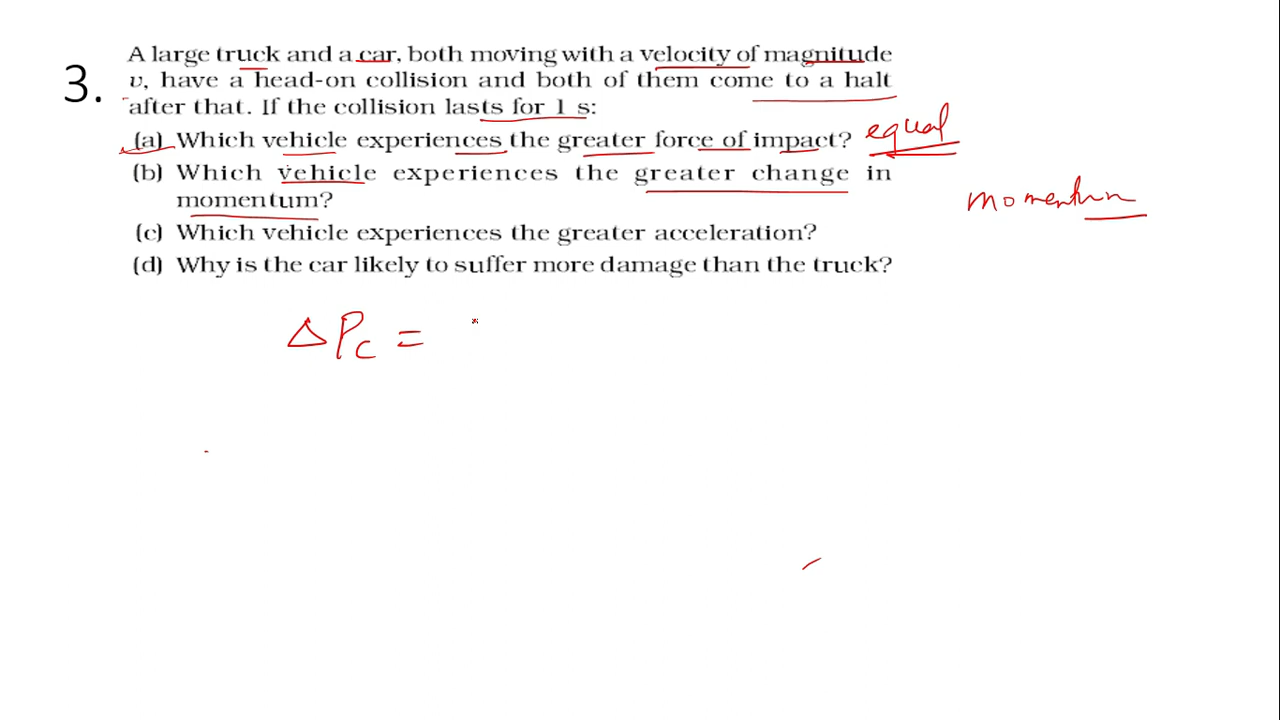 3.
A large truck and a car, both moving with a velocity of magnitude
v, have a head-on collision and both of them come to a halt
after that. If the collision lasts for 1 s:
(a) Which vehicle experiences the greater force of impact? equal
(b) Which vehicle experiences the greater change in
momentum?
momentum
(c) Which vehicle experiences the greater acceleration?
(d) Why is the car likely to suffer more damage than the truck?
ΔPc =